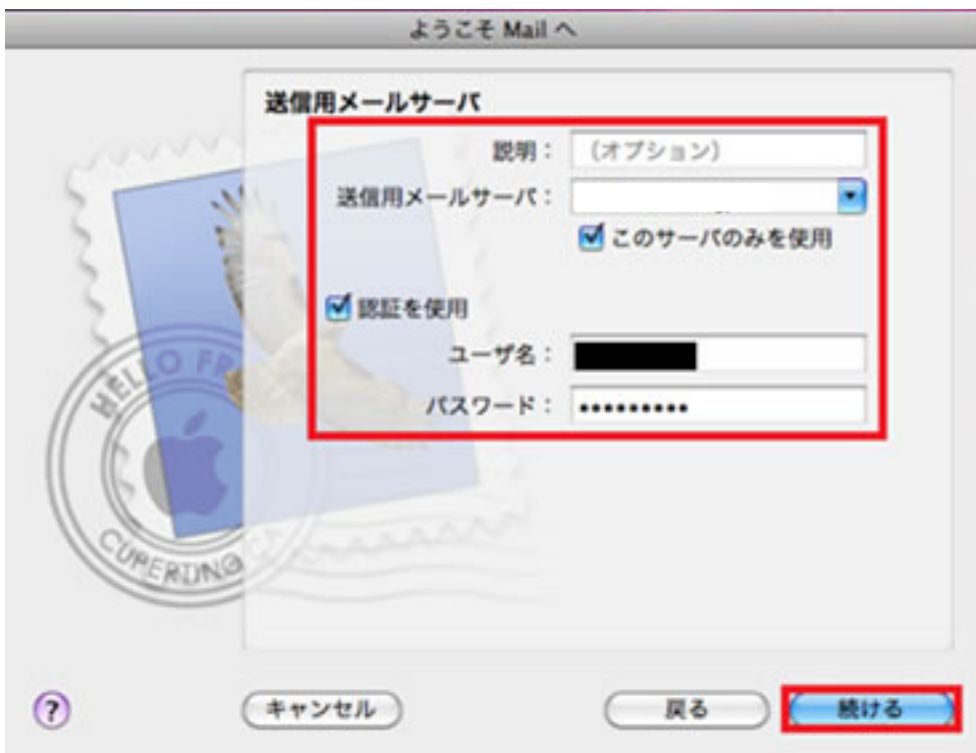 ようこそ Mail へ
送信用メールサーバ
説明：（オプション）
送信用メールサーバ：
このサーバのみを使用
認証を使用
ユーザ名：
パスワード：•••••••••
HELLO FR
CUPERTINO
? キャンセル 戻る 続ける